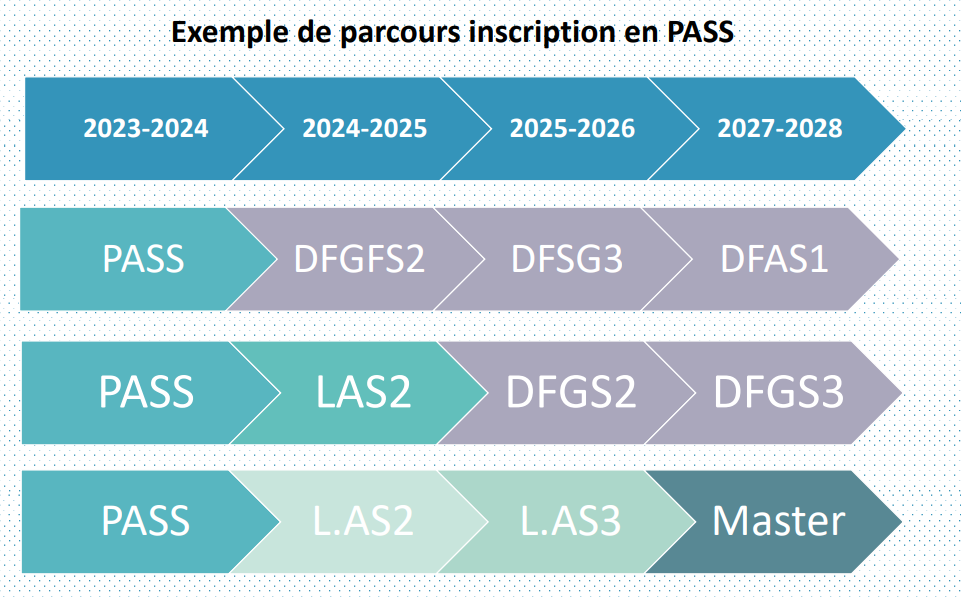 Exemple de parcours inscription en PASS
2023-2024 2024-2025 2025-2026 2027-2028
PASS DFGFS2 DFSG3 DFAS1
PASS LAS2 DFGS2 DFGS3
PASS L.AS2 L.AS3 Master